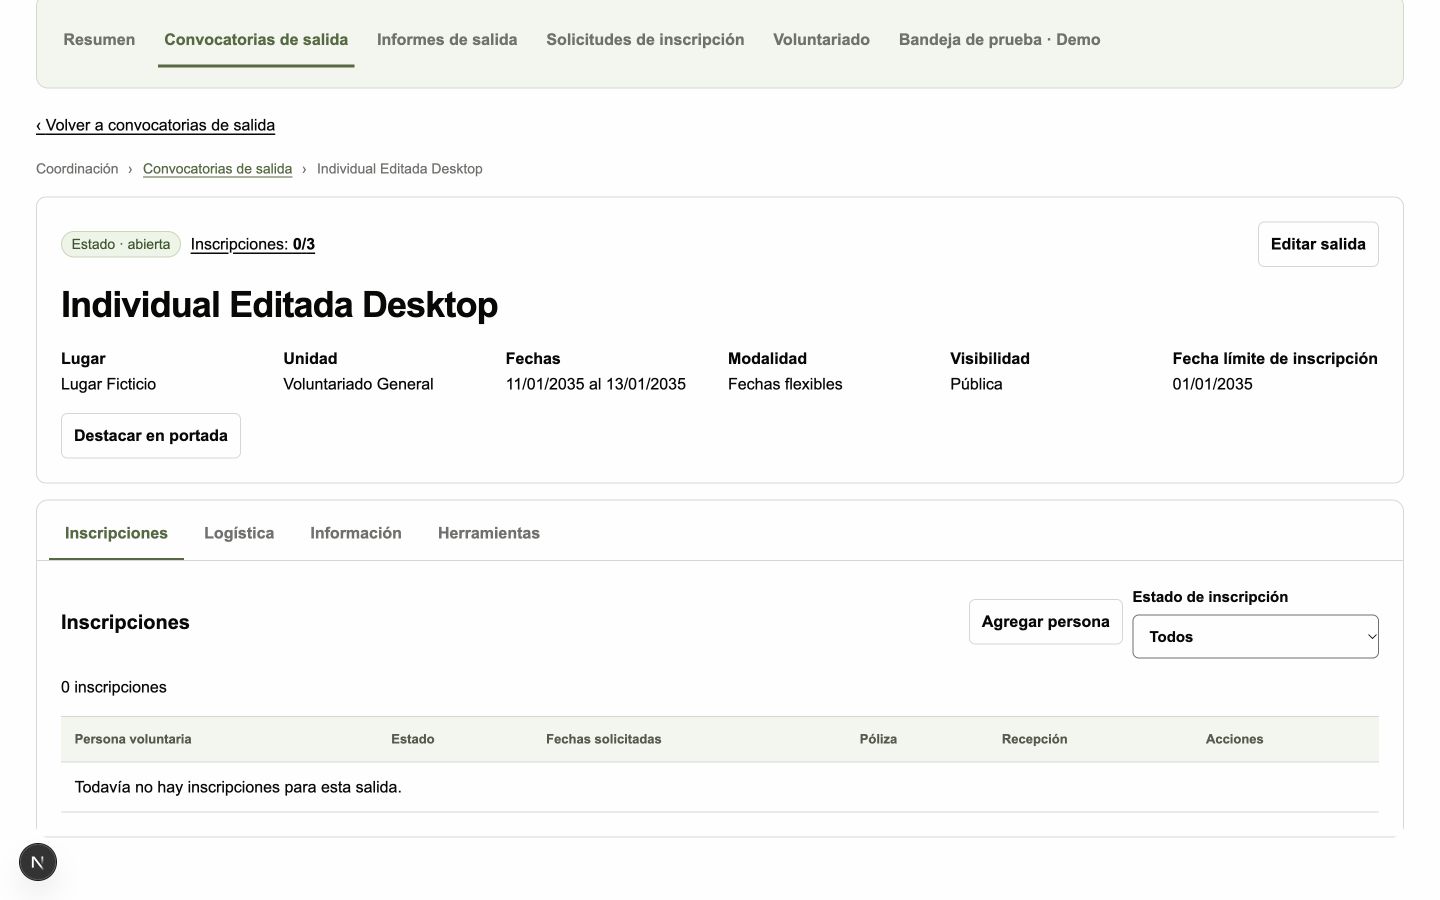 Resumen Convocatorias de salida Informes de salida Solicitudes de inscripción Voluntariado Bandeja de prueba · Demo
‹ Volver a convocatorias de salida
Coordinación › Convocatorias de salida › Individual Editada Desktop
Estado · abierta Inscripciones: 0/3 Editar salida
Individual Editada Desktop
Lugar Unidad Fechas Modalidad Visibilidad Fecha límite de inscripción
Lugar Ficticio Voluntariado General 11/01/2035 al 13/01/2035 Fechas flexibles Pública 01/01/2035
Destacar en portada
Inscripciones Logística Información Herramientas
Estado de inscripción
Inscripciones Agregar persona Todos
0 inscripciones
Persona voluntaria Estado Fechas solicitadas Póliza Recepción Acciones
Todavía no hay inscripciones para esta salida.
N